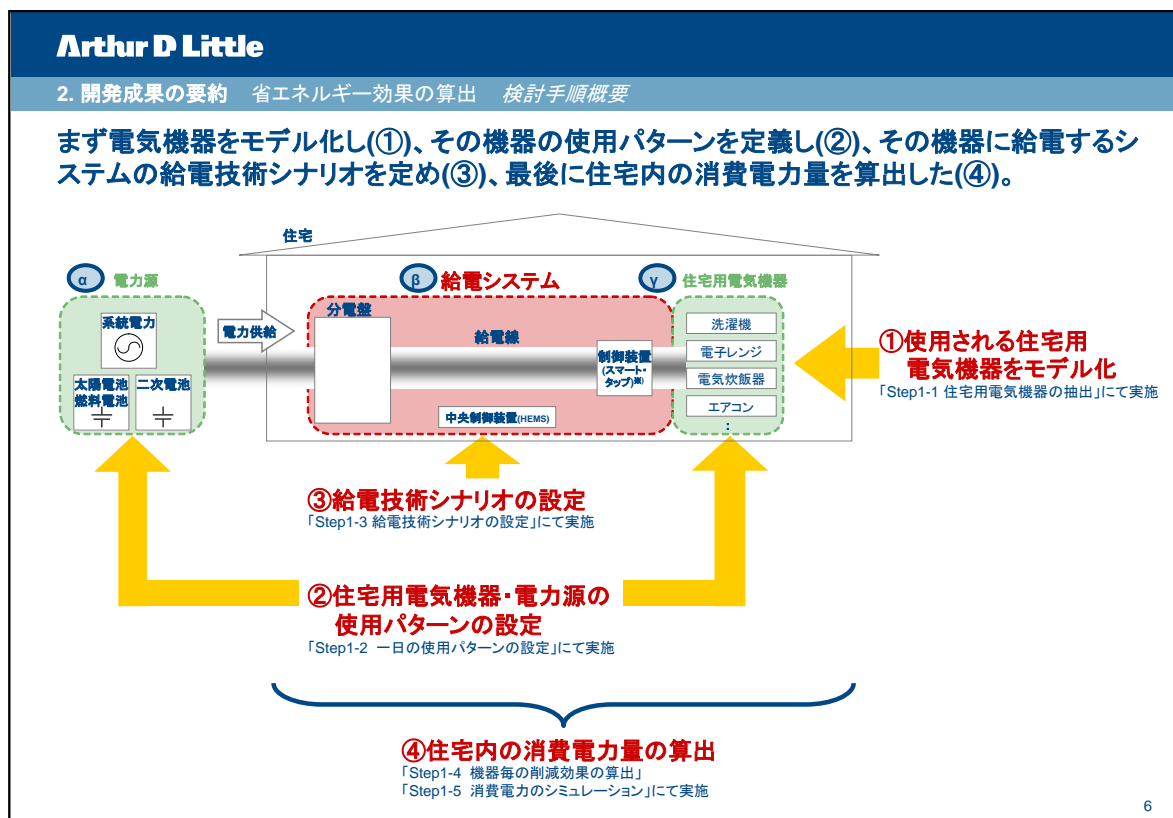 Arthur D Little
2. 開発成果の要約 省エネルギー効果の算出 検討手順概要
まず電気機器をモデル化し(①)、その機器の使用パターンを定義し(②)、その機器に給電するシ
ステムの給電技術シナリオを定め(③)、最後に住宅内の消費電力量を算出した(④)。
住宅
α 電力源
β 給電システム
γ 住宅用電気機器
系統電力
太陽電池
燃料電池
二次電池
電力供給
分電盤
給電線
制御装置
(スマート・
タップ)※)
中央制御装置(HEMS)
洗濯機
電子レンジ
電気炊飯器
エアコン
:
①使用される住宅用
電気機器をモデル化
「Step1-1 住宅用電気機器の抽出」にて実施
③給電技術シナリオの設定
「Step1-3 給電技術シナリオの設定」にて実施
②住宅用電気機器・電力源の
使用パターンの設定
「Step1-2 一日の使用パターンの設定」にて実施
④住宅内の消費電力量の算出
「Step1-4 機器毎の削減効果の算出」
「Step1-5 消費電力のシミュレーション」にて実施
6